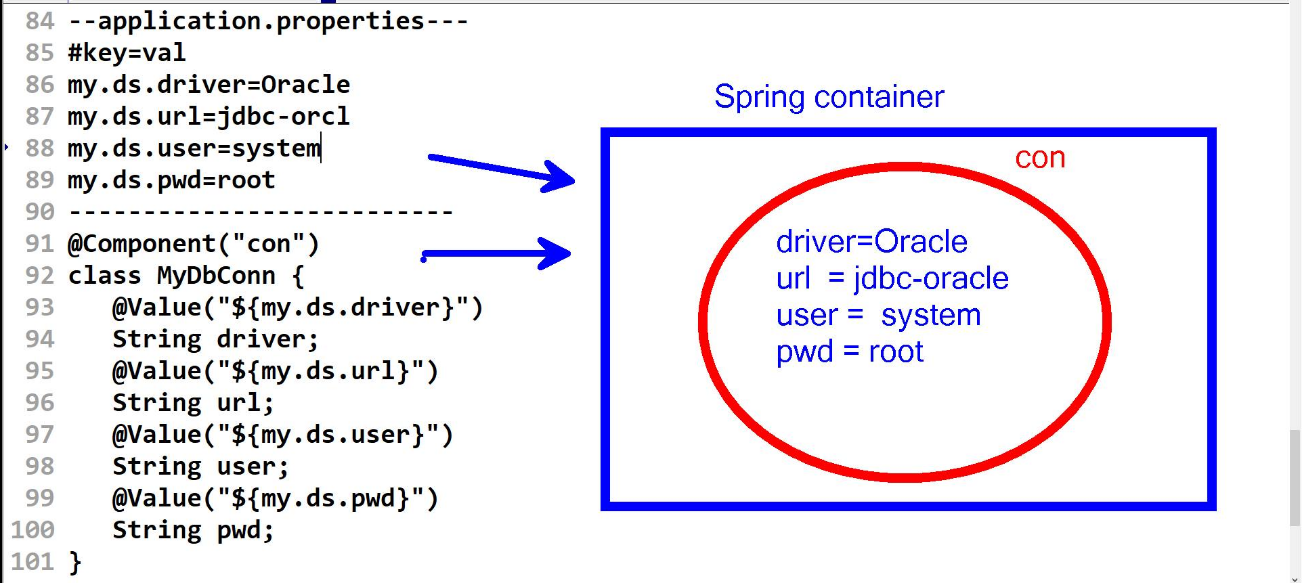 84 --application.properties---
85 #key=val
86 my.ds.driver=Oracle
87 my.ds.url=jdbc-orcl
88 my.ds.user=system
89 my.ds.pwd=root
90 --------------------------
91 @Component("con")
92 class MyDbConn {
93    @Value("${my.ds.driver}")
94    String driver;
95    @Value("${my.ds.url}")
96    String url;
97    @Value("${my.ds.user}")
98    String user;
99    @Value("${my.ds.pwd}")
100    String pwd;
101 }
Spring container
con
driver=Oracle
url  = jdbc-oracle
user =  system
pwd = root